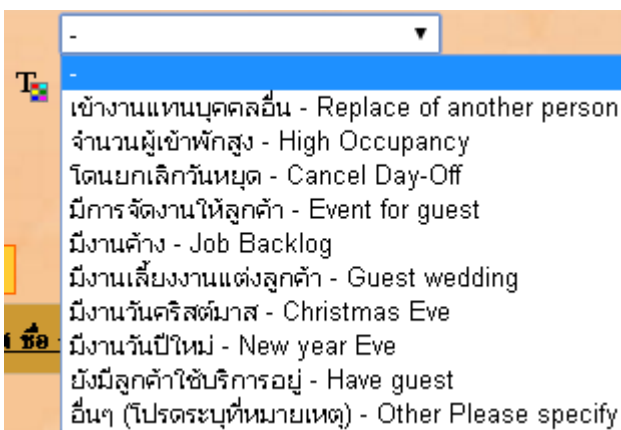 -
T
-
เข้างานแทนบุคคลอื่น - Replace of another person
จำนวนผู้เข้าพักสูง - High Occupancy
โดนยกเลิกวันหยุด - Cancel Day-Off
มีการจัดงานให้ลูกค้า - Event for guest
มีงานค้าง - Job Backlog
มีงานเลี้ยงงานแต่งลูกค้า - Guest wedding
มีงานวันคริสต์มาส - Christmas Eve
ชื่อ
มีงานวันปีใหม่ - New year Eve
ยังมีลูกค้าใช้บริการอยู่ - Have guest
อื่นๆ (โปรดระบุที่หมายเหตุ) - Other Please specify